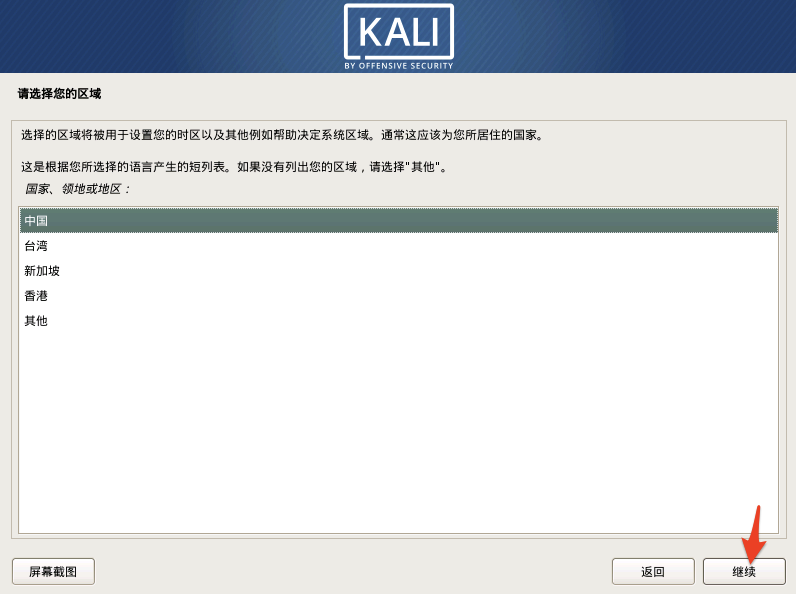 KALI
BY OFFENSIVE SECURITY
请选择您的区域
选择的区域将被用于设置您的时区以及其他例如帮助决定系统区域。通常这应该为您所居住的国家。
这是根据您所选择的语言产生的短列表。如果没有列出您的区域，请选择"其他"。
国家、领地或地区：
中国
台湾
新加坡
香港
其他
屏幕截图
返回
继续